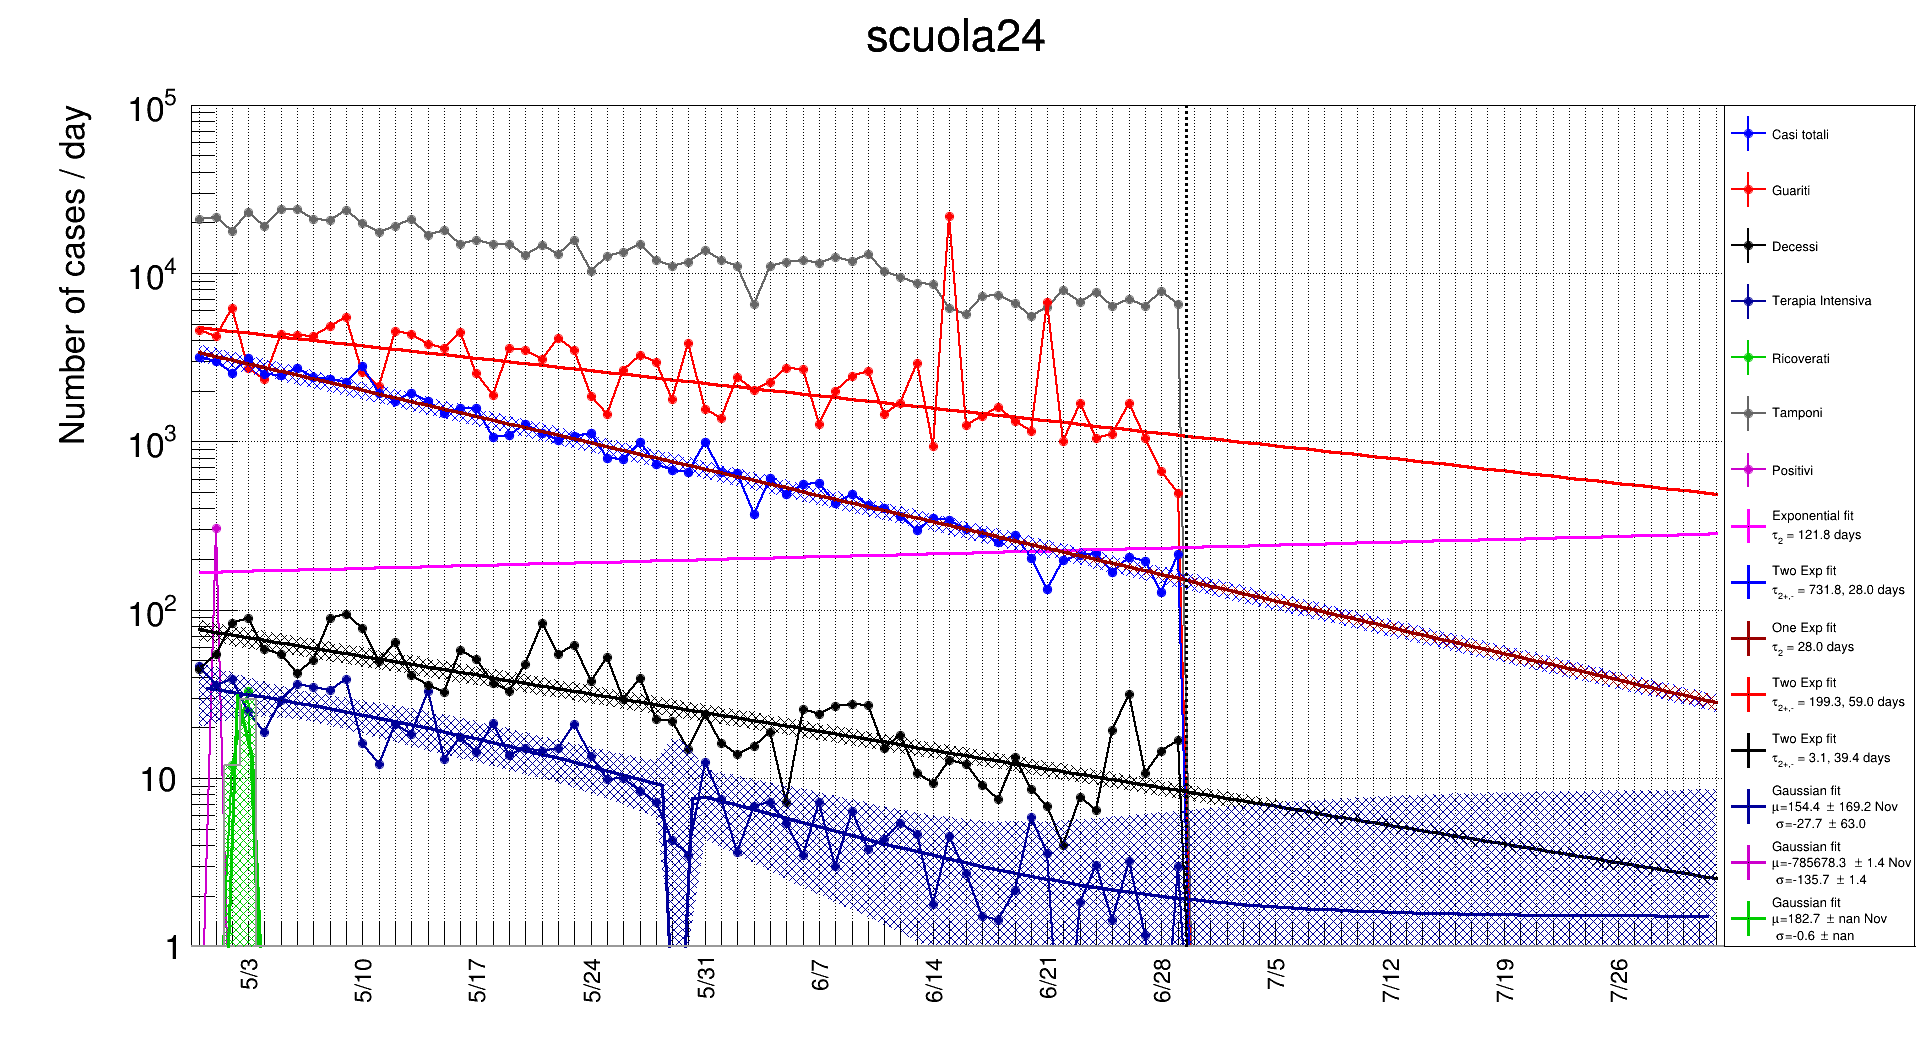 scuola24
Number of cases / day
10^5
10^4
10^3
10^2
10
1
5/3
5/10
5/17
5/24
5/31
6/7
6/14
6/21
6/28
7/5
7/12
7/19
7/26
Casi totali
Guariti
Decessi
Terapia Intensiva
Ricoverati
Tamponi
Positivi
Exponential fit
τ₂ = 121.8 days
Two Exp fit
τ₂₊,₋ = 731.8, 28.0 days
One Exp fit
τ₂ = 28.0 days
Two Exp fit
τ₂₊,₋ = 199.3, 59.0 days
Two Exp fit
τ₂₊,₋ = 3.1, 39.4 days
Gaussian fit
μ=154.4 ± 169.2 Nov
σ=-27.7 ± 63.0
Gaussian fit
μ=-785678.3 ± 1.4 Nov
σ=-135.7 ± 1.4
Gaussian fit
μ=182.7 ± nan Nov
σ=-0.6 ± nan